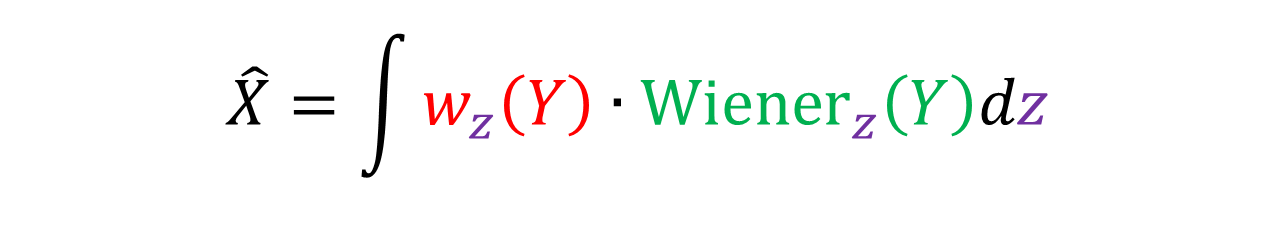 X̂ = ∫ w_z(Y) · Wiener_z(Y)dz